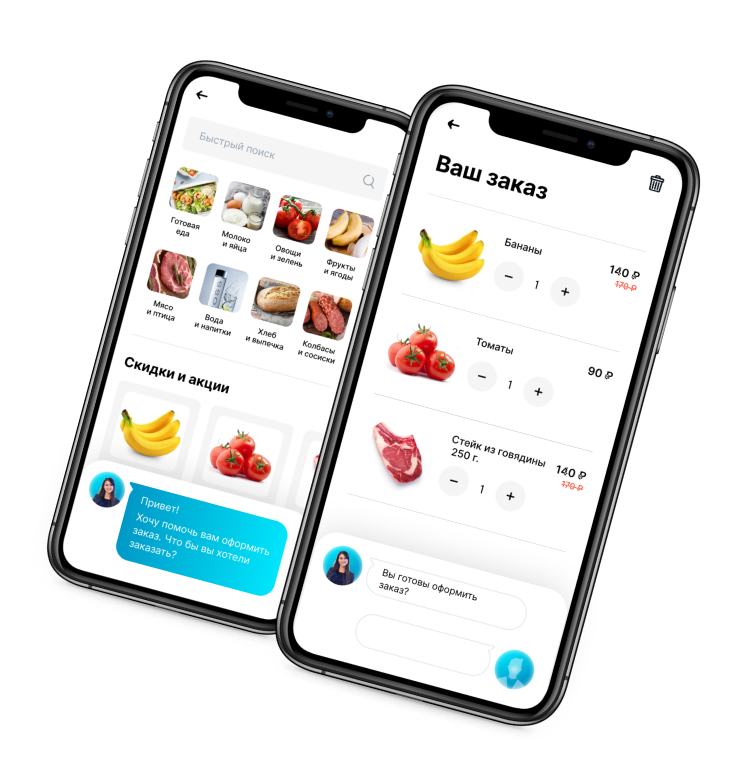 Быстрый поиск
Готовая
еда
Молоко
и яйца
Овощи
и зелень
Фрукты
и ягоды
Мясо
и птица
Вода
и напитки
Хлеб
и выпечка
Колбасы
и сосиски
Скидки и акции
Привет!
Хочу помочь вам оформить
заказ. Что бы вы хотели
заказать?
Ваш заказ
Бананы
1
140 ₽
170 ₽
Томаты
1
90 ₽
Стейк из говядины
250 г.
1
140 ₽
170 ₽
Вы готовы оформить
заказ?